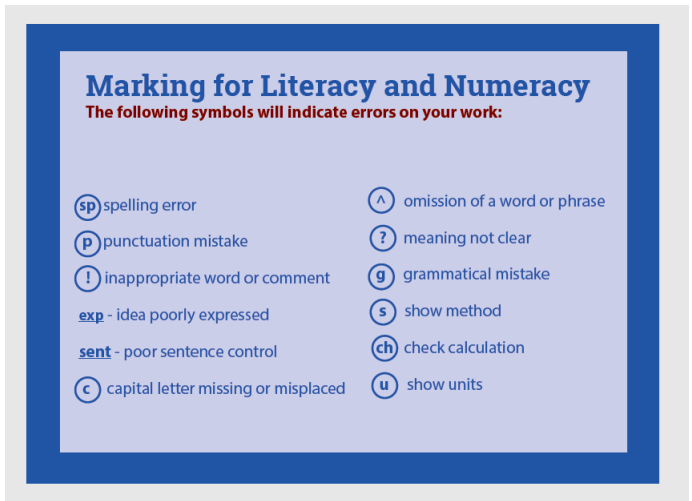 Marking for Literacy and Numeracy
The following symbols will indicate errors on your work:
sp spelling error
p punctuation mistake
! inappropriate word or comment
exp - idea poorly expressed
sent - poor sentence control
c capital letter missing or misplaced
^ omission of a word or phrase
? meaning not clear
g grammatical mistake
s show method
ch check calculation
u show units